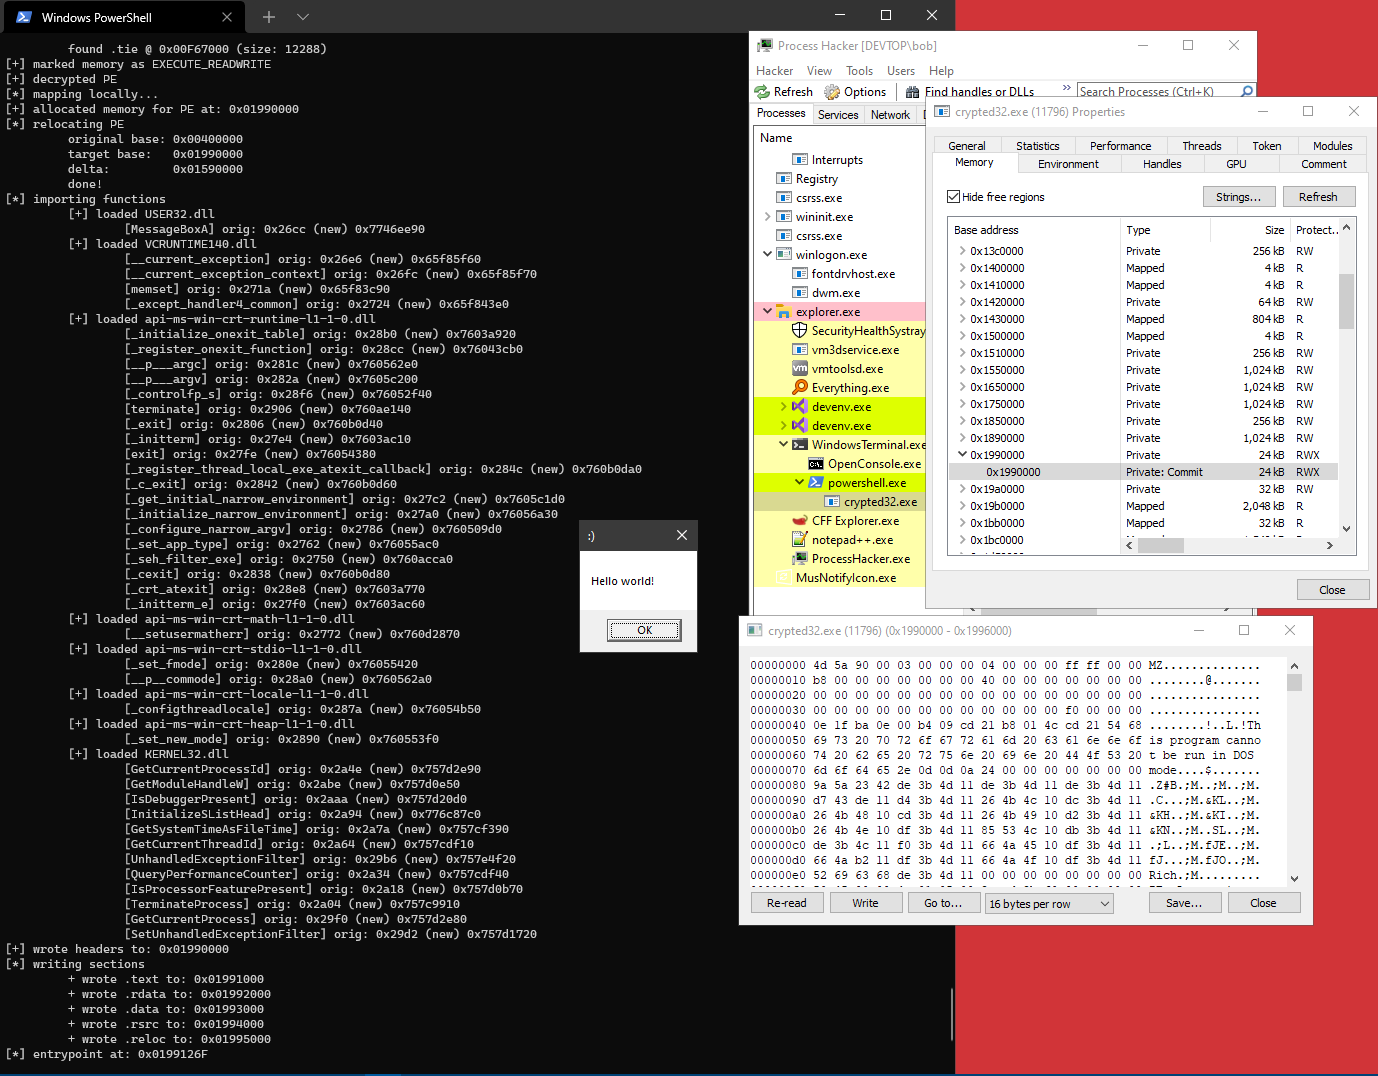 Windows PowerShell
found .tie @ 0x00F67000 (size: 12288)
[+] marked memory as EXECUTE_READWRITE
[+] decrypted PE
[*] mapping locally...
[+] allocated memory for PE at: 0x01990000
[*] relocating PE
original base: 0x00400000
target base:   0x01990000
delta:         0x01590000
done!
[*] importing functions
[+] loaded USER32.dll
[MessageBoxA] orig: 0x26cc (new) 0x7746ee90
[+] loaded VCRUNTIME140.dll
[__current_exception] orig: 0x26e6 (new) 0x65f85f60
[__current_exception_context] orig: 0x26fc (new) 0x65f85f70
[memset] orig: 0x271a (new) 0x65f83c90
[_except_handler4_common] orig: 0x2724 (new) 0x65f843e0
[+] loaded api-ms-win-crt-runtime-l1-1-0.dll
[_initialize_onexit_table] orig: 0x28b0 (new) 0x7603a920
[_register_onexit_function] orig: 0x28cc (new) 0x76043cb0
[__p___argc] orig: 0x281c (new) 0x760562e0
[__p___argv] orig: 0x282a (new) 0x7605c200
[_controlfp_s] orig: 0x28f6 (new) 0x76052f40
[terminate] orig: 0x2906 (new) 0x760ae140
[_exit] orig: 0x2806 (new) 0x760b0d40
[_initterm] orig: 0x27e4 (new) 0x7603ac10
[exit] orig: 0x27fe (new) 0x76054380
[_register_thread_local_exe_atexit_callback] orig: 0x284c (new) 0x760b0da0
[_c_exit] orig: 0x2842 (new) 0x760b0d60
[_get_initial_narrow_environment] orig: 0x27c2 (new) 0x7605c1d0
[_initialize_narrow_environment] orig: 0x27a0 (new) 0x76056a30
[_configure_narrow_argv] orig: 0x2786 (new) 0x760509d0
[_set_app_type] orig: 0x2762 (new) 0x76055ac0
[_seh_filter_exe] orig: 0x2750 (new) 0x760acca0
[_cexit] orig: 0x2838 (new) 0x760b0d80
[_crt_atexit] orig: 0x28e8 (new) 0x7603a770
[_initterm_e] orig: 0x27f0 (new) 0x7603ac60
[+] loaded api-ms-win-crt-math-l1-1-0.dll
[__setusermatherr] orig: 0x2772 (new) 0x760d2870
[+] loaded api-ms-win-crt-stdio-l1-1-0.dll
[_set_fmode] orig: 0x280e (new) 0x76055420
[__p__commode] orig: 0x28a0 (new) 0x760562a0
[+] loaded api-ms-win-crt-locale-l1-1-0.dll
[_configthreadlocale] orig: 0x287a (new) 0x76054b50
[+] loaded api-ms-win-crt-heap-l1-1-0.dll
[_set_new_mode] orig: 0x2890 (new) 0x760553f0
[+] loaded KERNEL32.dll
[GetCurrentProcessId] orig: 0x2a4e (new) 0x757d2e90
[GetModuleHandleW] orig: 0x2abe (new) 0x757d0e50
[IsDebuggerPresent] orig: 0x2aaa (new) 0x757d20d0
[InitializeSListHead] orig: 0x2a94 (new) 0x776c87c0
[GetSystemTimeAsFileTime] orig: 0x2a7a (new) 0x757cf390
[GetCurrentThreadId] orig: 0x2a64 (new) 0x757cdf10
[UnhandledExceptionFilter] orig: 0x29b6 (new) 0x757e4f20
[QueryPerformanceCounter] orig: 0x2a34 (new) 0x757cdf40
[IsProcessorFeaturePresent] orig: 0x2a18 (new) 0x757d0b70
[TerminateProcess] orig: 0x2a04 (new) 0x757c9910
[GetCurrentProcess] orig: 0x29f0 (new) 0x757d2e80
[SetUnhandledExceptionFilter] orig: 0x29d2 (new) 0x757d1720
[+] wrote headers to: 0x01990000
[*] writing sections
+ wrote .text to: 0x01991000
+ wrote .rdata to: 0x01992000
+ wrote .data to: 0x01993000
+ wrote .rsrc to: 0x01994000
+ wrote .reloc to: 0x01995000
[*] entrypoint at: 0x0199126F
:)
Hello world!
OK
Process Hacker [DEVTOP\bob]
Hacker View Tools Users Help
Refresh Options Find handles or DLLs » Search Processes (Ctrl+K)
Processes Services Network
Name
Interrupts
Registry
csrss.exe
wininit.exe
csrss.exe
winlogon.exe
fontdrvhost.exe
dwm.exe
explorer.exe
SecurityHealthSystray
vm3dservice.exe
vmtoolsd.exe
Everything.exe
devenv.exe
devenv.exe
WindowsTerminal.exe
OpenConsole.exe
powershell.exe
crypted32.exe
CFF Explorer.exe
notepad++.exe
ProcessHacker.exe
MusNotifyIcon.exe
crypted32.exe (11796) Properties
General Statistics Performance Threads Token Modules
Memory Environment Handles GPU Comment
Hide free regions Strings... Refresh
Base address Type Size Protect..
0x13c0000 Private 256 kB RW
0x1400000 Mapped 4 kB R
0x1410000 Mapped 4 kB R
0x1420000 Private 64 kB RW
0x1430000 Mapped 804 kB R
0x1500000 Mapped 4 kB R
0x1510000 Private 256 kB RW
0x1550000 Private 1,024 kB RW
0x1650000 Private 1,024 kB RW
0x1750000 Private 1,024 kB RW
0x1850000 Private 256 kB RW
0x1890000 Private 1,024 kB RW
0x1990000 Private 24 kB RWX
0x1990000 Private: Commit 24 kB RWX
0x19a0000 Private 32 kB RW
0x19b0000 Mapped 2,048 kB R
0x1bb0000 Mapped 32 kB R
0x1bc0000
Close
crypted32.exe (11796) (0x1990000 - 0x1996000)
00000000 4d 5a 90 00 03 00 00 00 04 00 00 00 ff ff 00 00 MZ..............
00000010 b8 00 00 00 00 00 00 00 40 00 00 00 00 00 00 00 ........@.......
00000020 00 00 00 00 00 00 00 00 00 00 00 00 00 00 00 00 ................
00000030 00 00 00 00 00 00 00 00 00 00 00 00 f0 00 00 00 ................
00000040 0e 1f ba 0e 00 b4 09 cd 21 b8 01 4c cd 21 54 68 ........!..L.!Th
00000050 69 73 20 70 72 6f 67 72 61 6d 20 63 61 6e 6e 6f is program canno
00000060 74 20 62 65 20 72 75 6e 20 69 6e 20 44 4f 53 20 t be run in DOS
00000070 6d 6f 64 65 2e 0d 0d 0a 24 00 00 00 00 00 00 00 mode....$.......
00000080 9a 5a 23 42 de 3b 4d 11 de 3b 4d 11 de 3b 4d 11 .Z#B.;M..;M..;M.
00000090 d7 43 de 11 d4 3b 4d 11 26 4b 4c 10 dc 3b 4d 11 .C...;M.&KL..;M.
000000a0 26 4b 48 10 cd 3b 4d 11 26 4b 49 10 d2 3b 4d 11 &KH..;M.&KI..;M.
000000b0 26 4b 4e 10 df 3b 4d 11 85 53 4c 10 db 3b 4d 11 &KN..;M..SL..;M.
000000c0 de 3b 4c 11 f0 3b 4d 11 66 4a 45 10 df 3b 4d 11 .;L..;M.fJE..;M.
000000d0 66 4a b2 11 df 3b 4d 11 66 4a 4f 10 df 3b 4d 11 fJ...;M.fJO..;M.
000000e0 52 69 63 68 de 3b 4d 11 00 00 00 00 00 00 00 00 Rich.;M.........
Re-read Write Go to... 16 bytes per row Save... Close